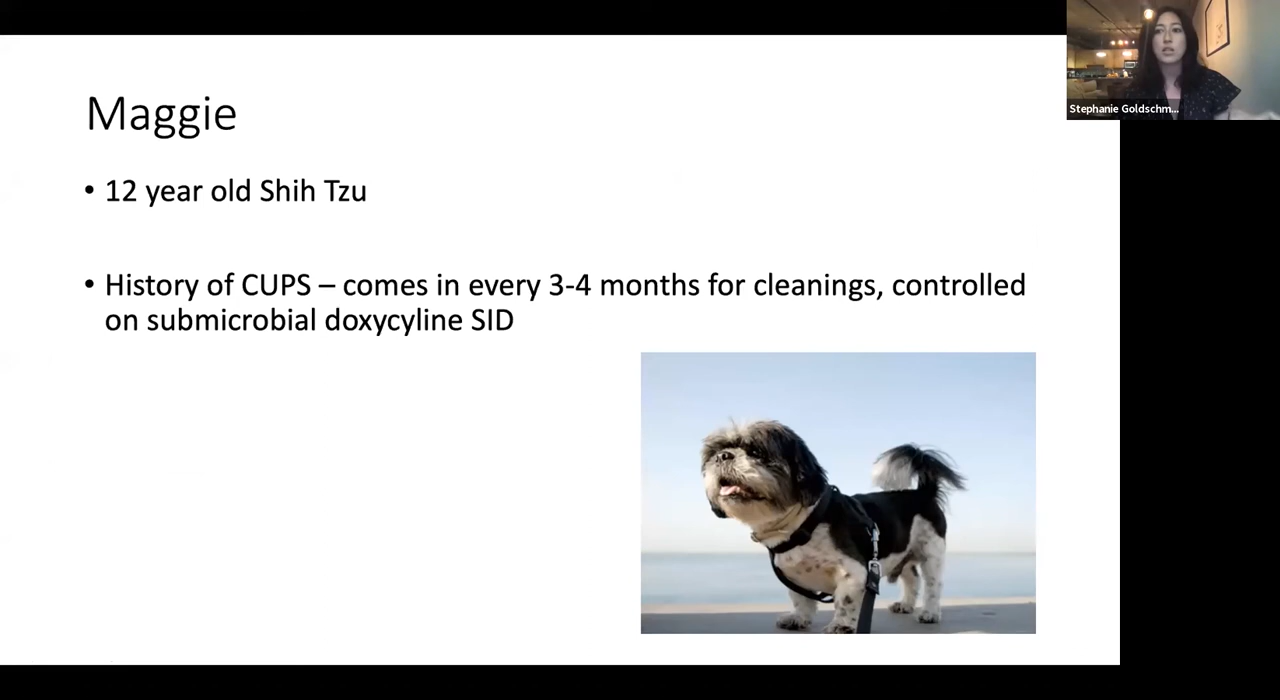 Stephanie Goldschm...
Maggie
• 12 year old Shih Tzu
• History of CUPS – comes in every 3-4 months for cleanings, controlled
on submicrobial doxycyline SID